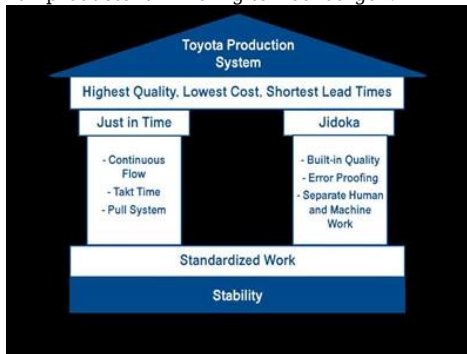 Toyota Production
System
Highest Quality, Lowest Cost, Shortest Lead Times
Just in Time
Jidoka
- Continuous
Flow
- Takt Time
- Pull System
- Built-in Quality
- Error Proofing
- Separate Human
and Machine
Work
Standardized Work
Stability